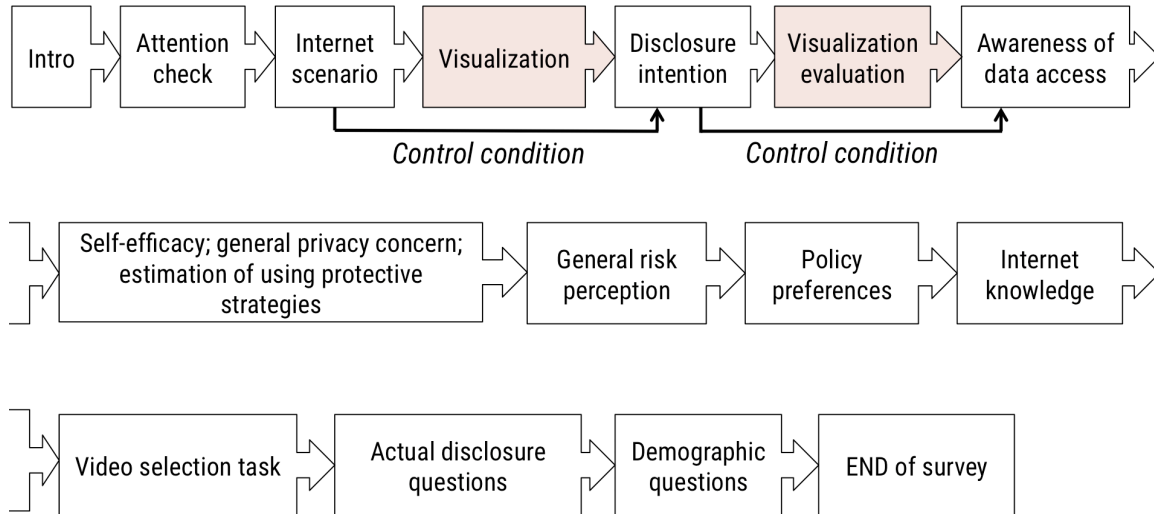 Intro
Attention
check
Internet
scenario
Visualization
Disclosure
intention
Visualization
evaluation
Awareness of
data access
Control condition
Control condition
Self-efficacy; general privacy concern;
estimation of using protective
strategies
General risk
perception
Policy
preferences
Internet
knowledge
Video selection task
Actual disclosure
questions
Demographic
questions
END of survey